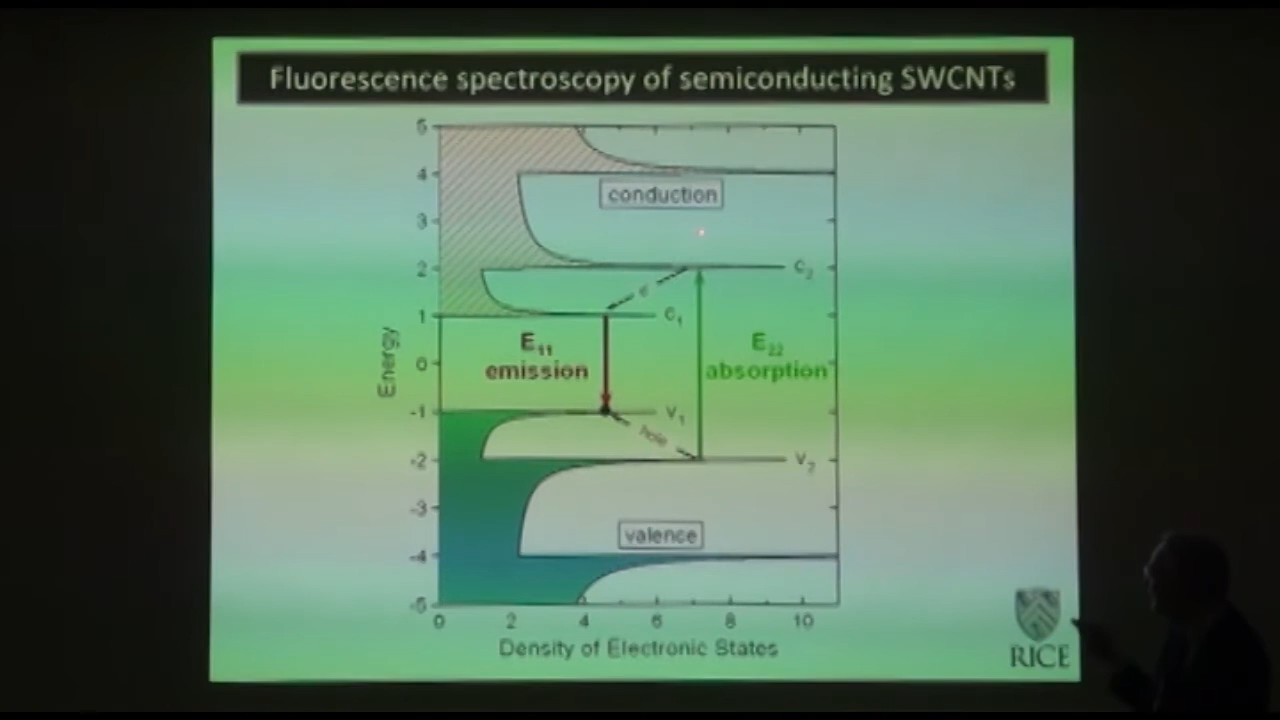 Fluorescence spectroscopy of semiconducting SWCNTs
5
4
conduction
3
2
C₂
e
1
C₁
E₁₁
emission
E₂₂
absorption
0
Energy
-1
V₁
hole
-2
V₂
-3
valence
-4
-5
0 2 4 6 8 10
Density of Electronic States
RICE